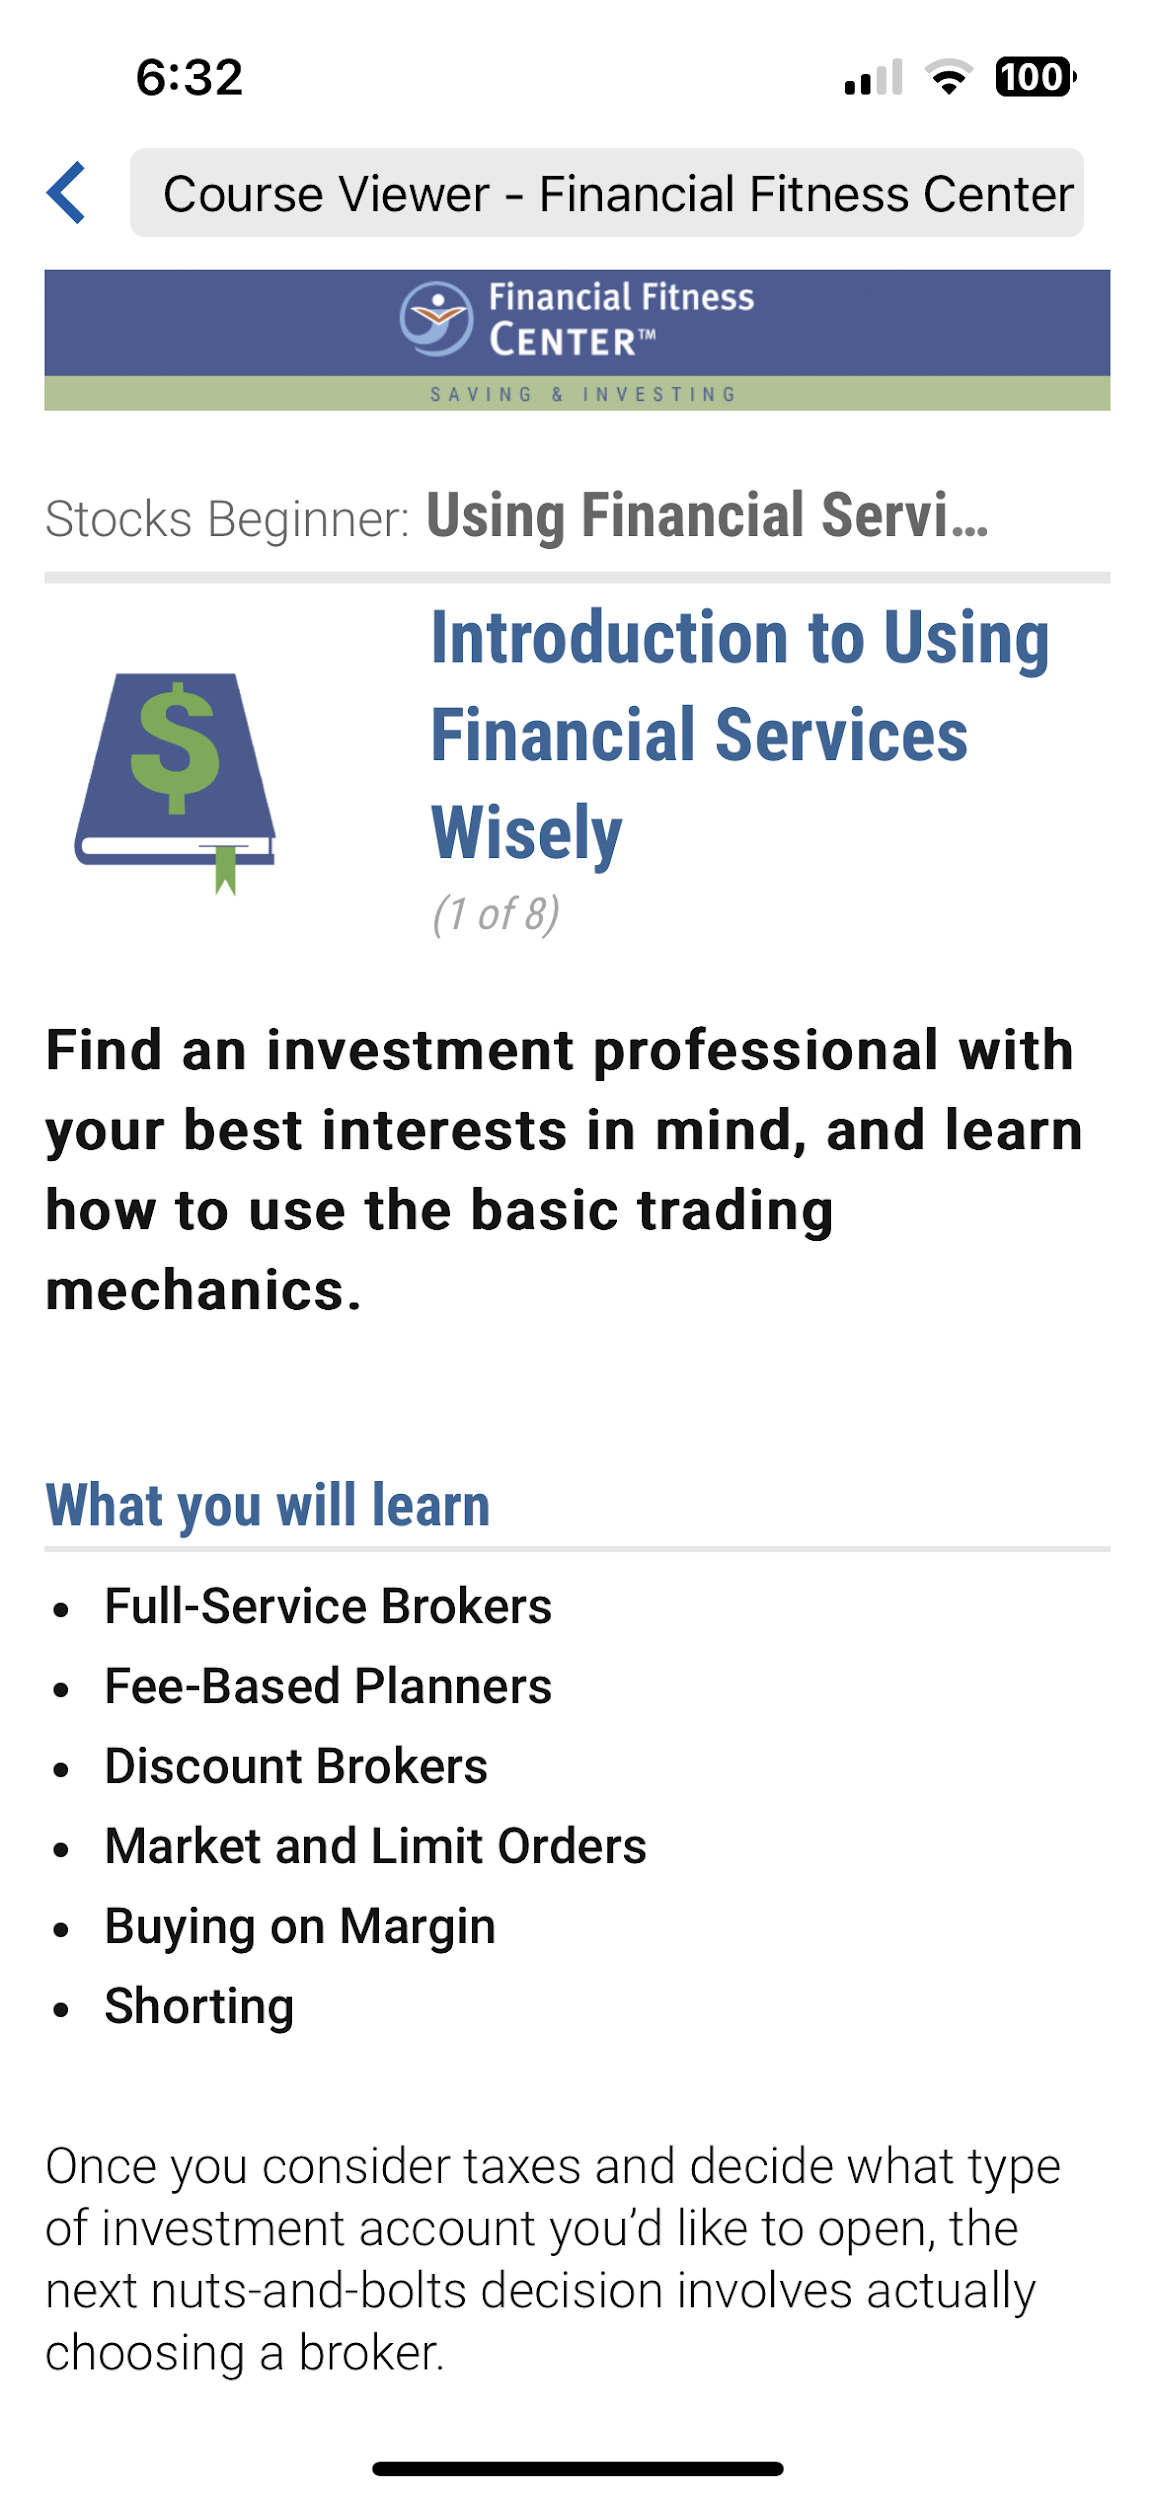 6:32
100
Course Viewer - Financial Fitness Center
Financial Fitness
CENTER™
SAVING & INVESTING
Stocks Beginner: Using Financial Servi...
$
Introduction to Using
Financial Services
Wisely
(1 of 8)
Find an investment professional with
your best interests in mind, and learn
how to use the basic trading
mechanics.
What you will learn
• Full-Service Brokers
• Fee-Based Planners
• Discount Brokers
• Market and Limit Orders
• Buying on Margin
• Shorting
Once you consider taxes and decide what type
of investment account you’d like to open, the
next nuts-and-bolts decision involves actually
choosing a broker.